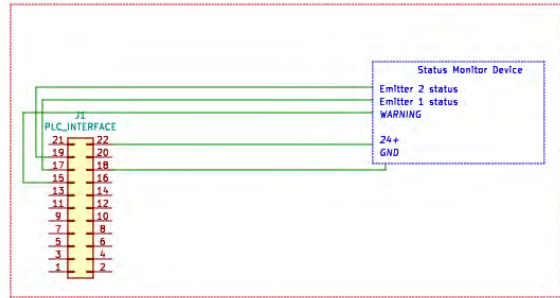 Status Monitor Device
Emitter 2 status
Emitter 1 status
WARNING
24+
GND
J1
PLC_INTERFACE
21 22
19 20
17 18
15 16
13 14
11 12
9 10
7 8
5 6
3 4
1 2